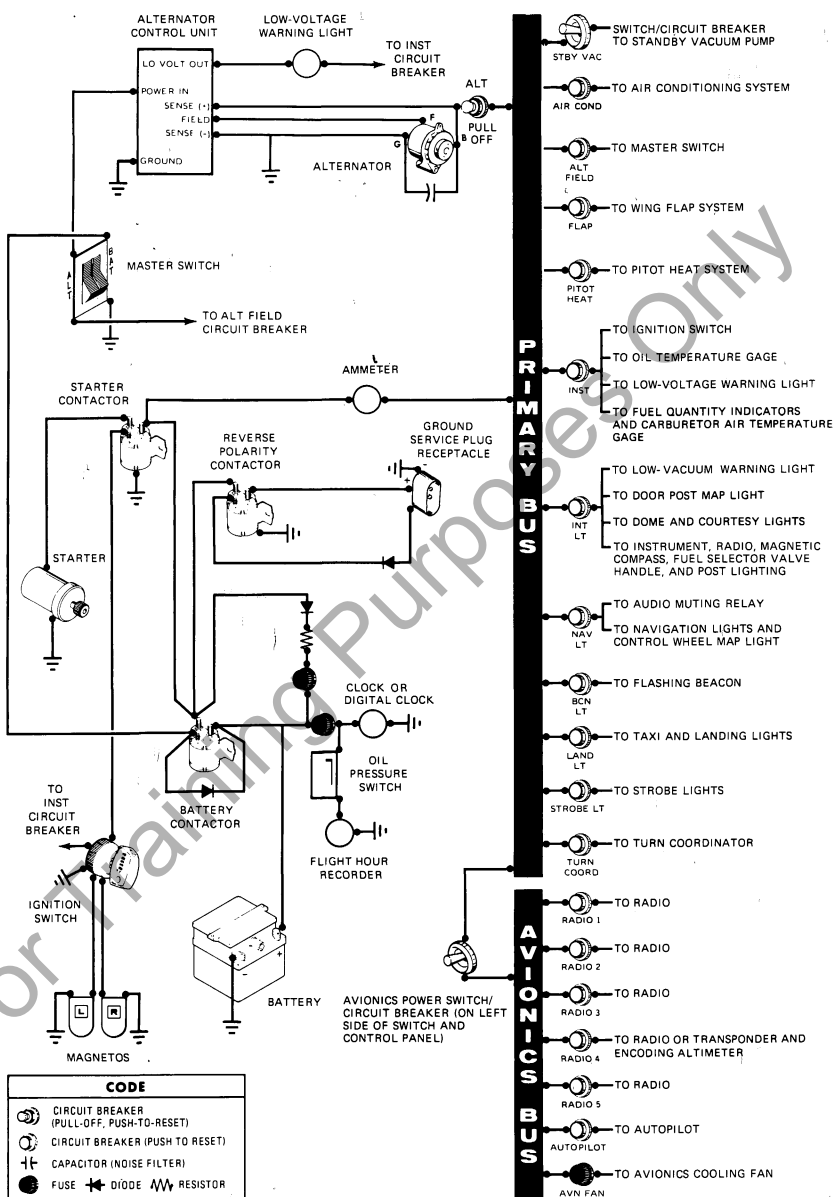 ALTERNATOR
CONTROL UNIT
LOW-VOLTAGE
WARNING LIGHT
TO INST
CIRCUIT
BREAKER
LO VOLT OUT
POWER IN
SENSE (+)
FIELD
SENSE (-)
GROUND
ALT
PULL
OFF
F
G
B
ALTERNATOR
ALT
BAT
MASTER SWITCH
TO ALT FIELD
CIRCUIT BREAKER
AMMETER
STARTER
CONTACTOR
REVERSE
POLARITY
CONTACTOR
GROUND
SERVICE PLUG
RECEPTACLE
-
+
STARTER
CLOCK OR
DIGITAL CLOCK
OIL
PRESSURE
SWITCH
BATTERY
CONTACTOR
FLIGHT HOUR
RECORDER
TO
INST
CIRCUIT
BREAKER
IGNITION
SWITCH
L
R
MAGNETOS
-
+
BATTERY
AVIONICS POWER SWITCH/
CIRCUIT BREAKER (ON LEFT
SIDE OF SWITCH AND
CONTROL PANEL)
PRIMARY BUS
STBY VAC
SWITCH/CIRCUIT BREAKER
TO STANDBY VACUUM PUMP
AIR COND
TO AIR CONDITIONING SYSTEM
ALT
FIELD
TO MASTER SWITCH
FLAP
TO WING FLAP SYSTEM
PITOT
HEAT
TO PITOT HEAT SYSTEM
INST
TO IGNITION SWITCH
TO OIL TEMPERATURE GAGE
TO LOW-VOLTAGE WARNING LIGHT
TO FUEL QUANTITY INDICATORS
AND CARBURETOR AIR TEMPERATURE
GAGE
INT
LT
TO LOW-VACUUM WARNING LIGHT
TO DOOR POST MAP LIGHT
TO DOME AND COURTESY LIGHTS
TO INSTRUMENT, RADIO, MAGNETIC
COMPASS, FUEL SELECTOR VALVE
HANDLE, AND POST LIGHTING
NAV
LT
TO AUDIO MUTING RELAY
TO NAVIGATION LIGHTS AND
CONTROL WHEEL MAP LIGHT
BCN
LT
TO FLASHING BEACON
LAND
LT
TO TAXI AND LANDING LIGHTS
STROBE LT
TO STROBE LIGHTS
TURN
COORD
TO TURN COORDINATOR
AVIONICS BUS
RADIO 1
TO RADIO
RADIO 2
TO RADIO
RADIO 3
TO RADIO
RADIO 4
TO RADIO OR TRANSPONDER AND
ENCODING ALTIMETER
RADIO 5
TO RADIO
AUTOPILOT
TO AUTOPILOT
AVN FAN
TO AVIONICS COOLING FAN
CODE
CIRCUIT BREAKER
(PULL-OFF, PUSH-TO-RESET)
CIRCUIT BREAKER (PUSH TO RESET)
CAPACITOR (NOISE FILTER)
FUSE DIODE RESISTOR
or Training Purposes Only